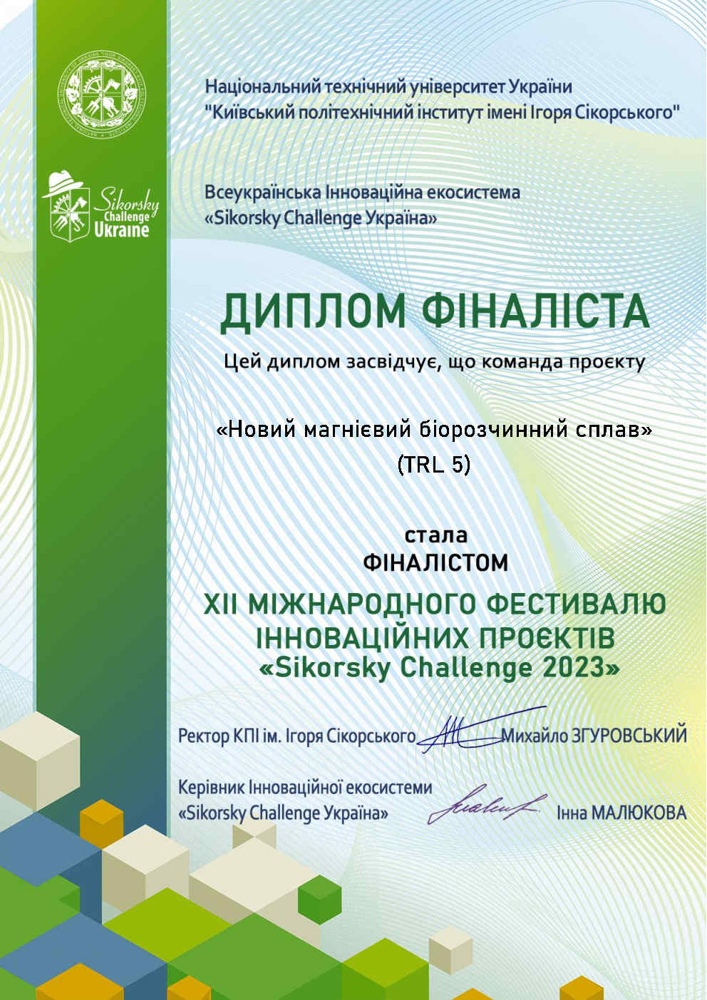 Національний технічний університет України
"Київський політехнічний інститут імені Ігоря Сікорського"
Sikorsky
Challenge
Ukraine
Всеукраїнська Інноваційна екосистема
«Sikorsky Challenge Україна»
ДИПЛОМ ФІНАЛІСТА
Цей диплом засвідчує, що команда проєкту
«Новий магнієвий біорозчинний сплав»
(TRL 5)
стала
ФІНАЛІСТОМ
XII МІЖНАРОДНОГО ФЕСТИВАЛЮ
ІННОВАЦІЙНИХ ПРОЄКТІВ
«Sikorsky Challenge 2023»
Ректор КПІ ім. Ігоря Сікорського Михайло ЗГУРОВСЬКИЙ
Керівник Інноваційної екосистеми
«Sikorsky Challenge Україна» Інна МАЛЮКОВА